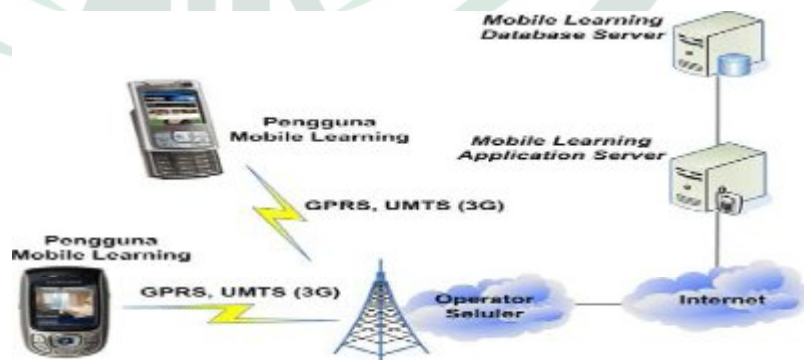 Mobile Learning
Database Server
Pengguna
Mobile Learning
Mobile Learning
Application Server
GPRS, UMTS (3G)
Pengguna
Mobile Learning
GPRS, UMTS (3G)
Operator
Seluler
Internet